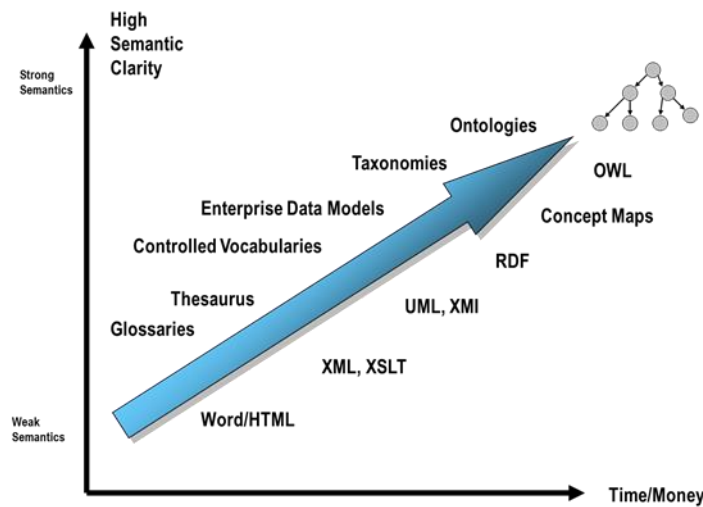 High
Semantic
Clarity
Strong
Semantics
Ontologies
Taxonomies
OWL
Enterprise Data Models
Concept Maps
Controlled Vocabularies
RDF
Thesaurus
UML, XMI
Glossaries
XML, XSLT
Word/HTML
Weak
Semantics
Time/Money